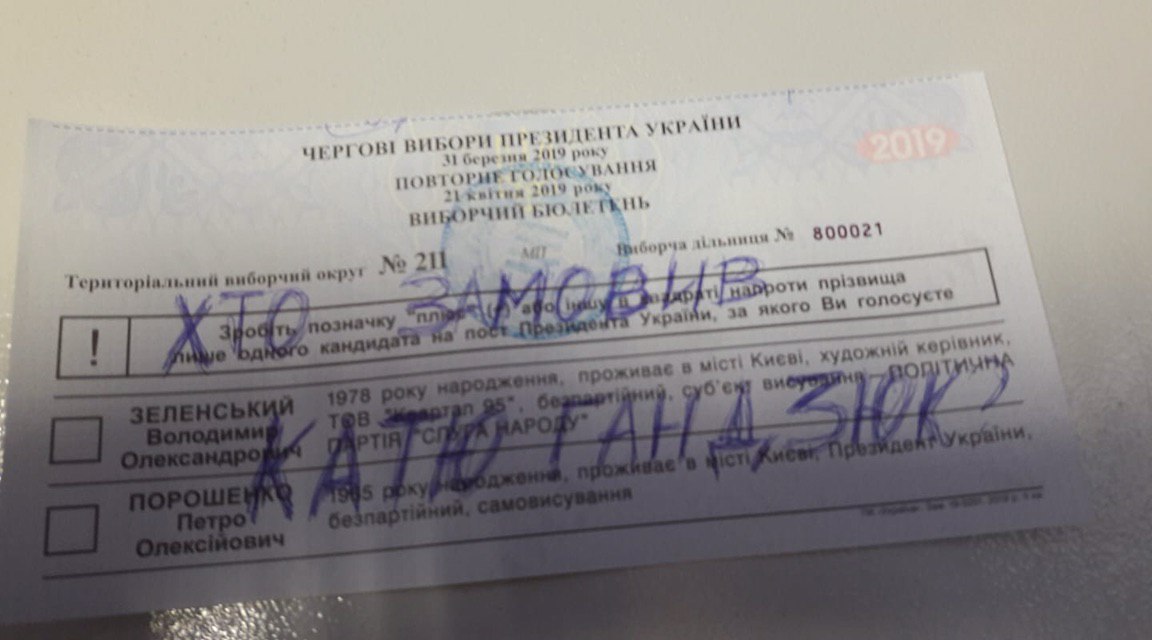 2019
ЧЕРГОВІ ВИБОРИ ПРЕЗИДЕНТА УКРАЇНИ
31 березня 2019 року
ПОВТОРНЕ ГОЛОСУВАННЯ
21 квітня 2019 року
ВИБОРЧИЙ БЮЛЕТЕНЬ
МП
Територіальний виборчий округ № 211 Виборча дільниця № 800021
! Зробіть позначку "плюс" (+) або іншу в квадраті навпроти прізвища
лише одного кандидата на пост Президента України, за якого Ви голосуєте
ХТО ЗАМОВИВ
КАТЮ ГАНДЗЮК?
ЗЕЛЕНСЬКИЙ
Володимир
Олександрович
1978 року народження, проживає в місті Києві, художній керівник,
ТОВ "Квартал 95", безпартійний, суб'єкт висування – ПОЛІТИЧНА
ПАРТІЯ "СЛУГА НАРОДУ"
ПОРОШЕНКО
Петро
Олексійович
1965 року народження, проживає в місті Києві, Президент України,
безпартійний, самовисування